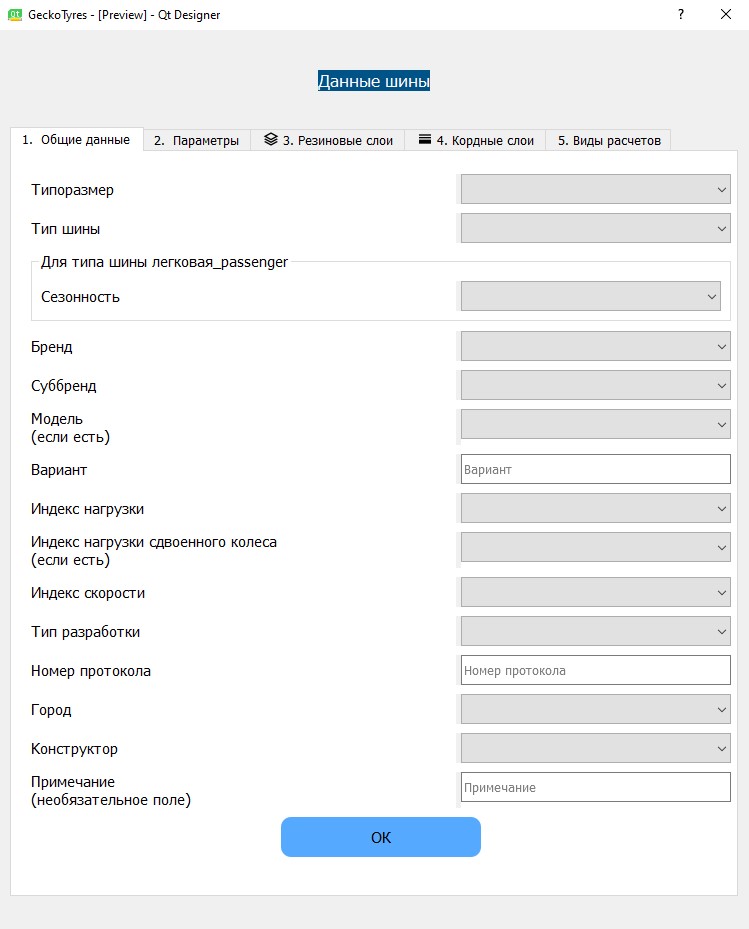 GeckoTyres - [Preview] - Qt Designer
Данные шины
1. Общие данные
2. Параметры
3. Резиновые слои
4. Кордные слои
5. Виды расчетов
Типоразмер
Тип шины
Для типа шины легковая_passenger
Сезонность
Бренд
Суббренд
Модель
(если есть)
Вариант
Вариант
Индекс нагрузки
Индекс нагрузки сдвоенного колеса
(если есть)
Индекс скорости
Тип разработки
Номер протокола
Номер протокола
Город
Конструктор
Примечание
(необязательное поле)
Примечание
OK